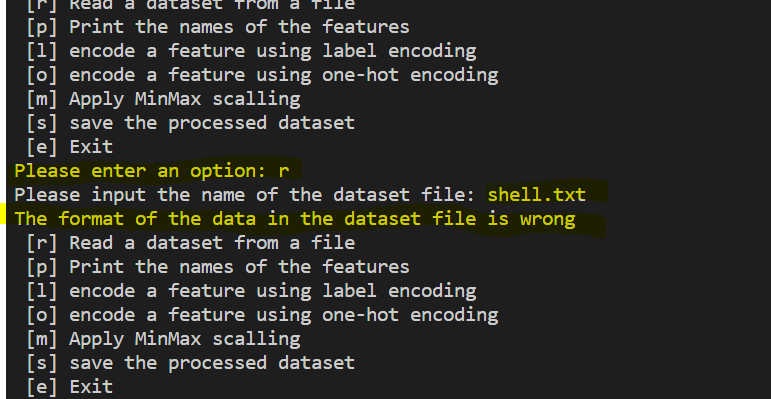 [r] Read a dataset from a file
[p] Print the names of the features
[l] encode a feature using label encoding
[o] encode a feature using one-hot encoding
[m] Apply MinMax scalling
[s] save the processed dataset
[e] Exit
Please enter an option: r
Please input the name of the dataset file: shell.txt
The format of the data in the dataset file is wrong
[r] Read a dataset from a file
[p] Print the names of the features
[l] encode a feature using label encoding
[o] encode a feature using one-hot encoding
[m] Apply MinMax scalling
[s] save the processed dataset
[e] Exit